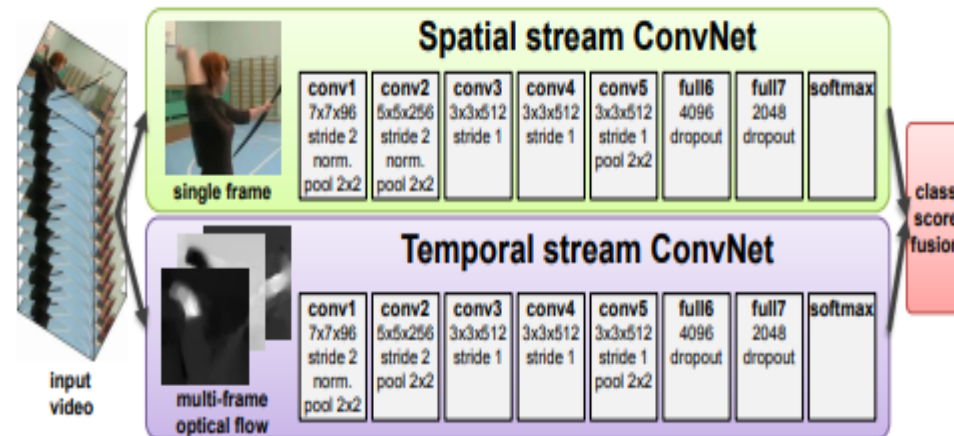 Spatial stream ConvNet
conv1
7x7x96
stride 2
norm.
pool 2x2
conv2
5x5x256
stride 2
norm.
pool 2x2
conv3
3x3x512
stride 1
conv4
3x3x512
stride 1
conv5
3x3x512
stride 1
pool 2x2
full6
4096
dropout
full7
2048
dropout
softmax
single frame
Temporal stream ConvNet
conv1
7x7x96
stride 2
norm.
pool 2x2
conv2
5x5x256
stride 2
pool 2x2
conv3
3x3x512
stride 1
conv4
3x3x512
stride 1
conv5
3x3x512
stride 1
pool 2x2
full6
4096
dropout
full7
2048
dropout
softmax
multi-frame
optical flow
input
video
class
score
fusion